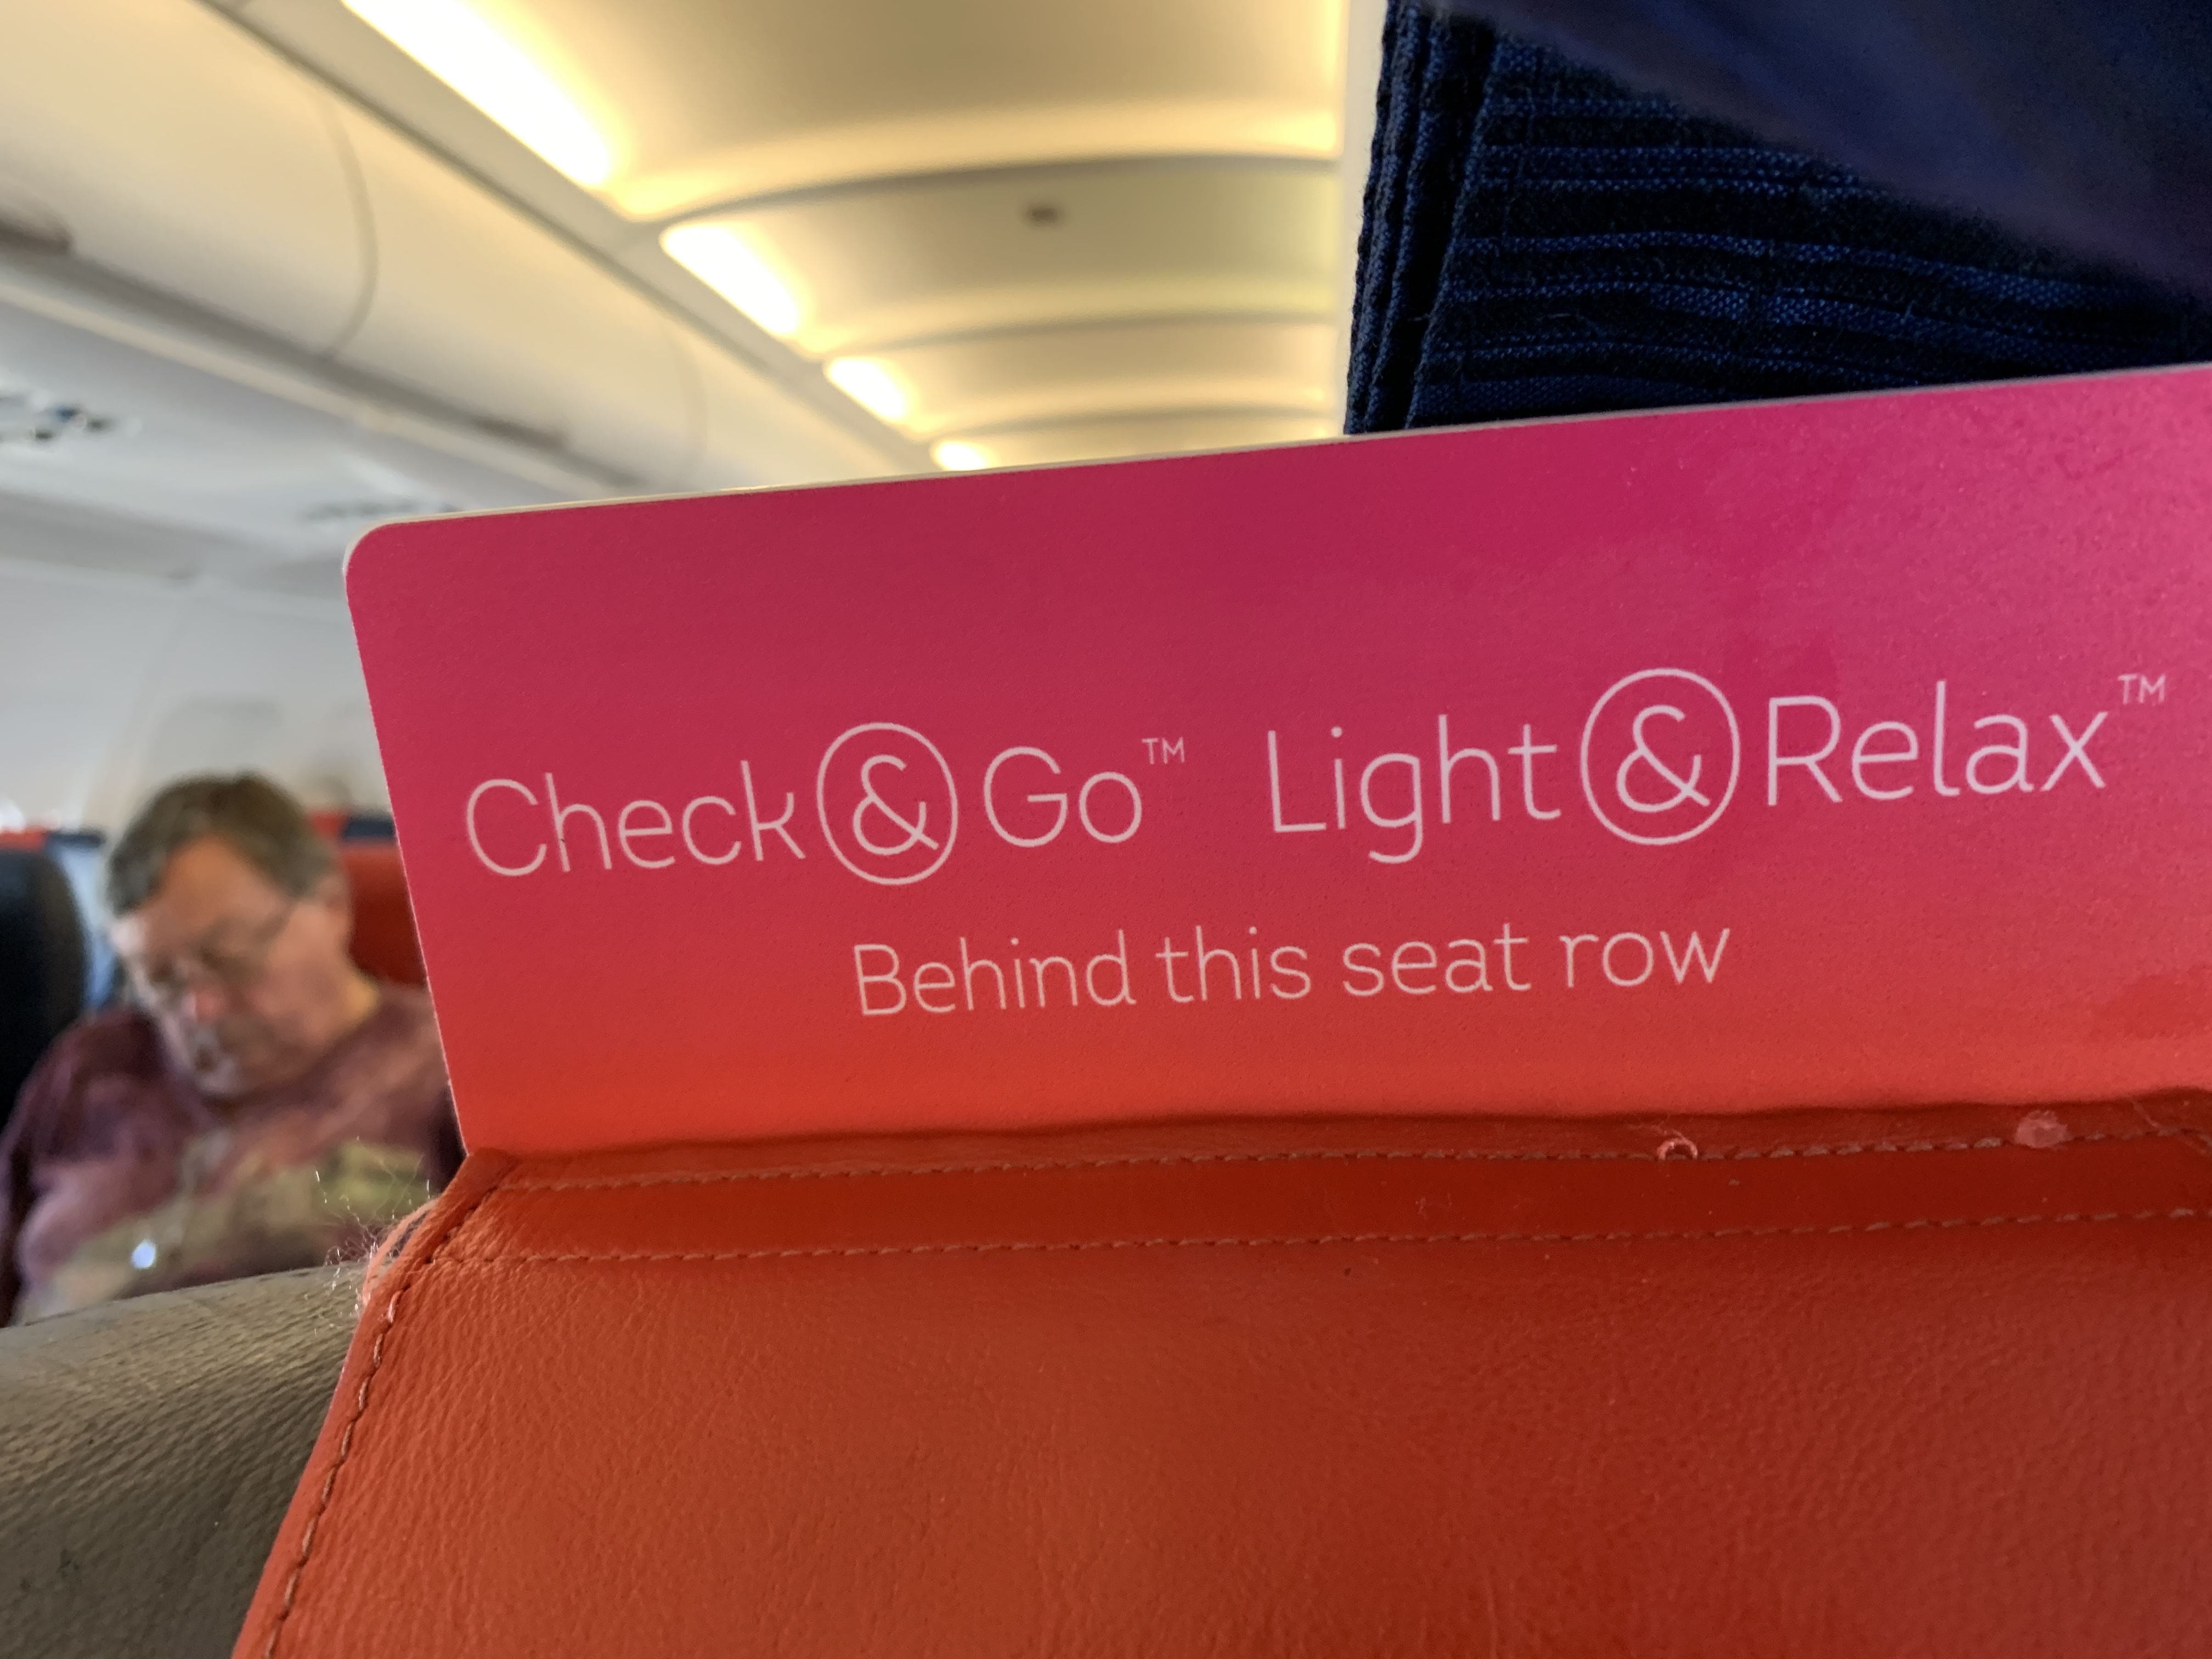 Check & Go™ Light & Relax™
Behind this seat row